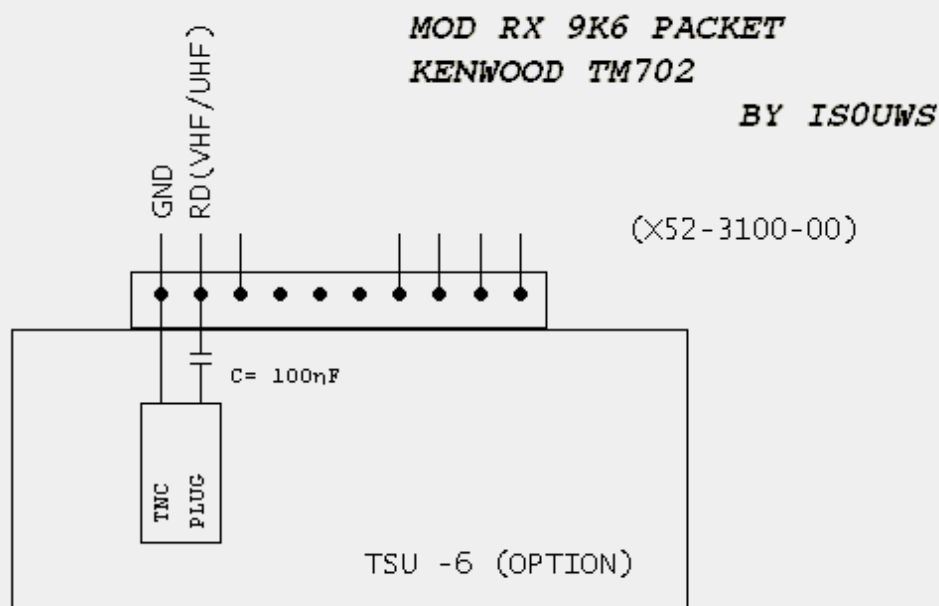 MOD RX 9K6 PACKET
KENWOOD TM702
BY IS0UWS
GND
RD(VHF/UHF)
(X52-3100-00)
C= 100nF
TNC
PLUG
TSU -6 (OPTION)